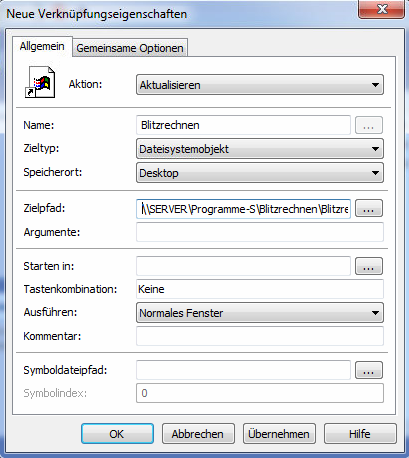 Neue Verknüpfungseigenschaften
Allgemein Gemeinsame Optionen
Aktion: Aktualisieren
Name: Blitzrechnen ...
Zieltyp: Dateisystemobjekt
Speicherort: Desktop
Zielpfad: \\SERVER\Programme-S\Blitzrechnen\Blitzre ...
Argumente:
Starten in: ...
Tastenkombination: Keine
Ausführen: Normales Fenster
Kommentar:
Symboldateipfad: ...
Symbolindex: 0
OK Abbrechen Übernehmen Hilfe